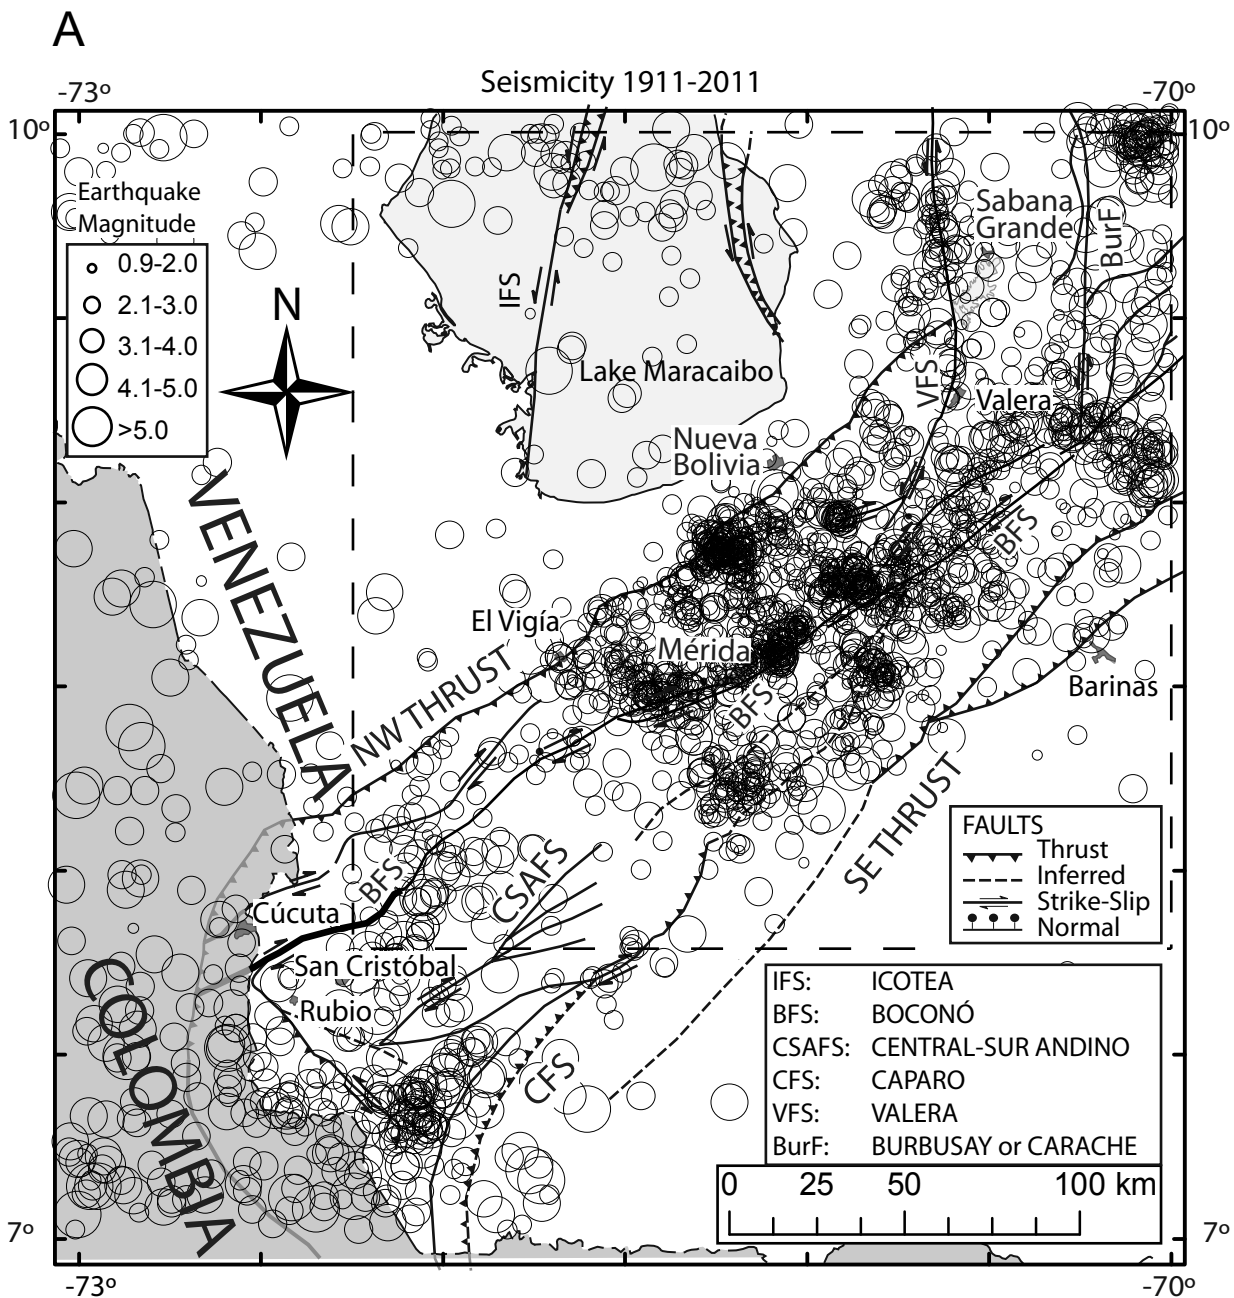 A
Seismicity 1911-2011
-73º
-70º
10º
10º
Earthquake
Magnitude
0.9-2.0
2.1-3.0
3.1-4.0
4.1-5.0
>5.0
N
IFS
Lake Maracaibo
Sabana
Grande
BurF
VFS
Valera
Nueva
Bolivia
BFS
VENEZUELA
El Vigía
Mérida
BFS
Barinas
NW THRUST
SE THRUST
BFS
CSAFS
Cúcuta
San Cristóbal
Rubio
CFS
COLOMBIA
FAULTS
Thrust
Inferred
Strike-Slip
Normal
IFS: ICOTEA
BFS: BOCONÓ
CSAFS: CENTRAL-SUR ANDINO
CFS: CAPARO
VFS: VALERA
BurF: BURBUSAY or CARACHE
0 25 50 100 km
7º
7º
-73º
-70º